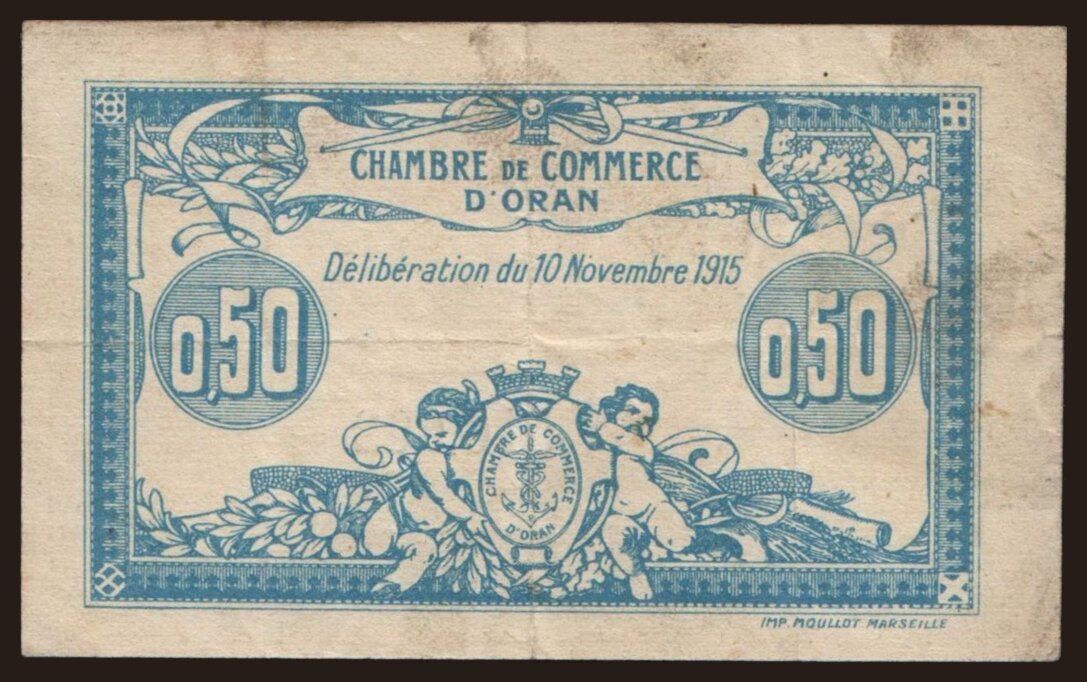 CHAMBRE DE COMMERCE
D'ORAN
Délibération du 10 Novembre 1915
0,50
0,50
CHAMBRE DE COMMERCE
D'ORAN
IMP. MOULLOT MARSEILLE